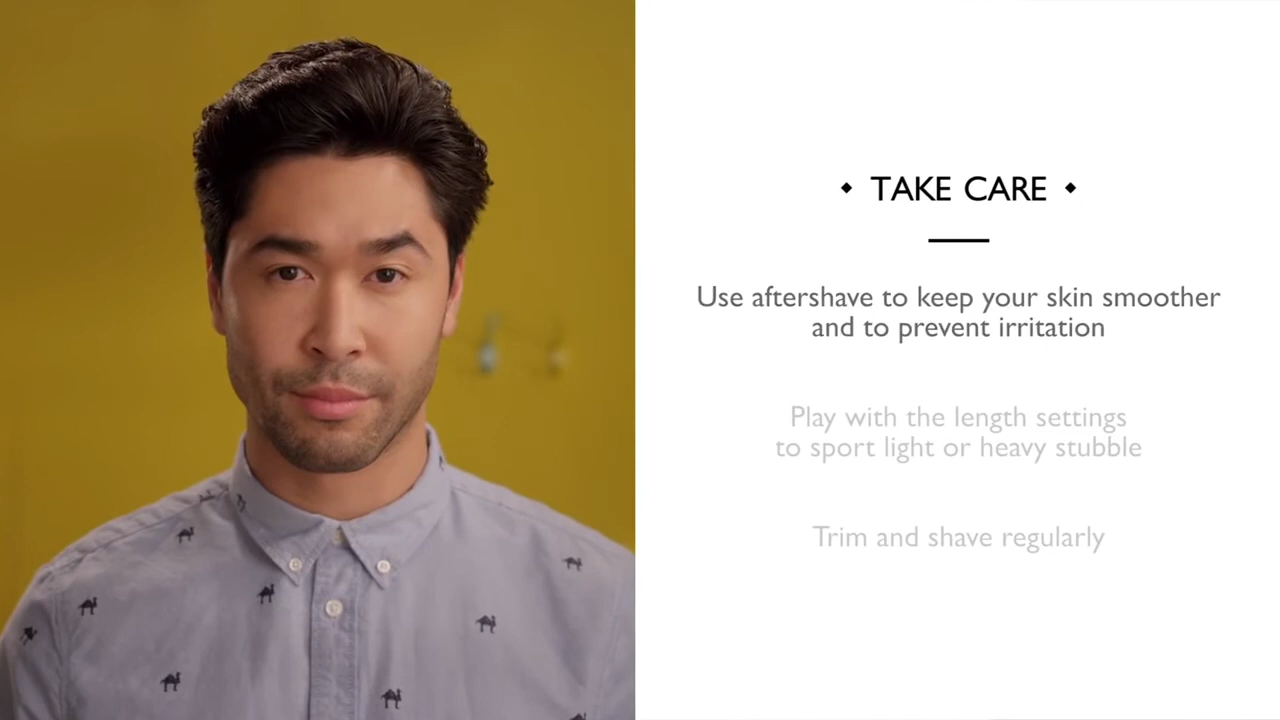 TAKE CARE
Use aftershave to keep your skin smoother
and to prevent irritation
Play with the length settings
to sport light or heavy stubble
Trim and shave regularly